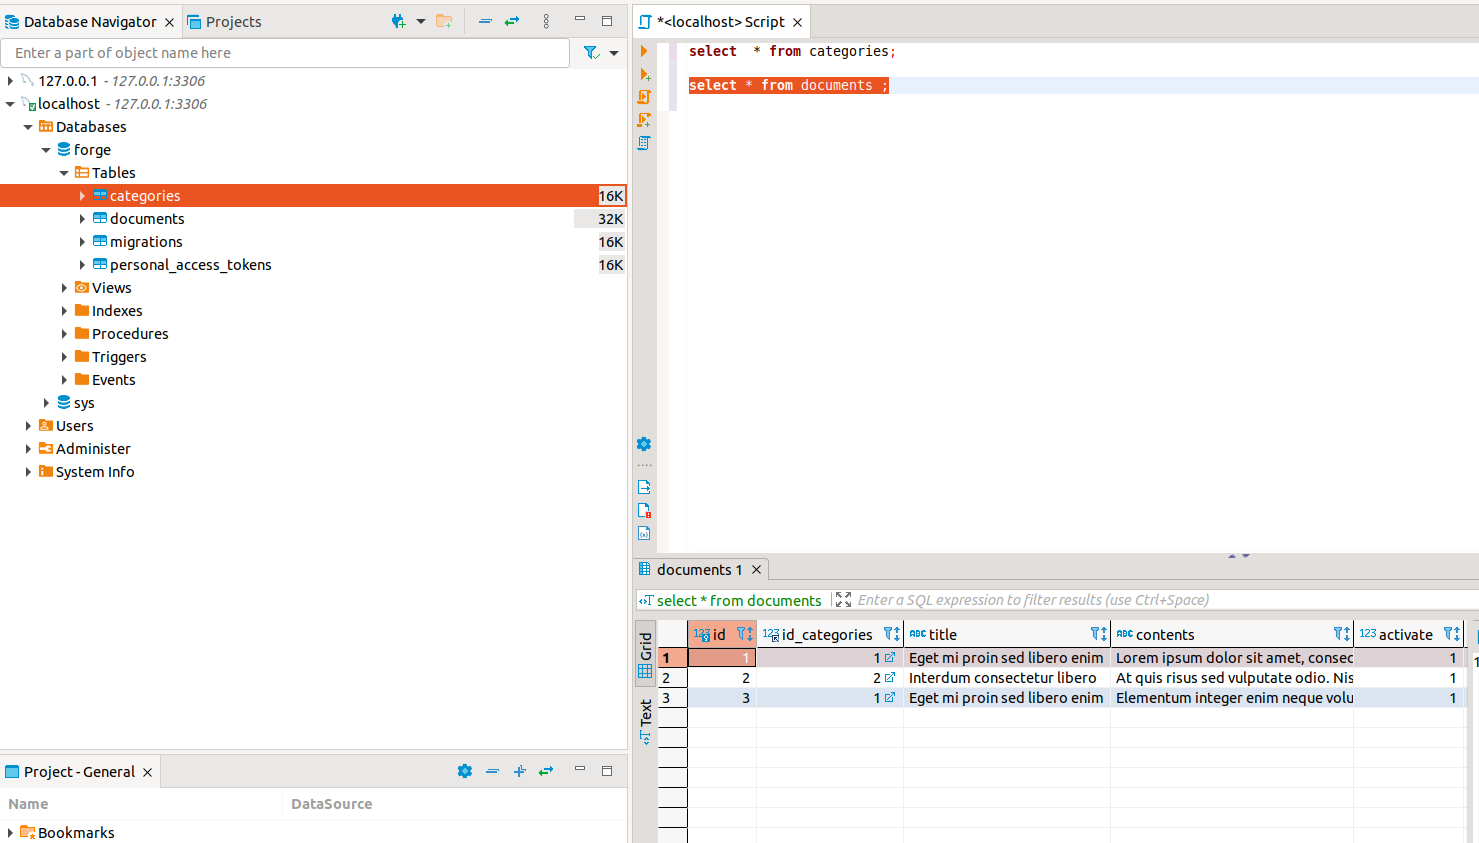 Database Navigator
Projects
Enter a part of object name here
127.0.0.1 - 127.0.0.1:3306
localhost - 127.0.0.1:3306
Databases
forge
Tables
categories 16K
documents 32K
migrations 16K
personal_access_tokens 16K
Views
Indexes
Procedures
Triggers
Events
sys
Users
Administer
System Info
Project - General
Name DataSource
Bookmarks
*<localhost> Script
select * from categories;
select * from documents ;
documents 1
select * from documents
Enter a SQL expression to filter results (use Ctrl+Space)
Grid
Text
123 id 123 id_categories ABC title ABC contents 123 activate
1 1 1 Eget mi proin sed libero enim Lorem ipsum dolor sit amet, consec 1
2 2 2 Interdum consectetur libero At quis risus sed vulputate odio. Nis 1
3 3 1 Eget mi proin sed libero enim Elementum integer enim neque volu 1